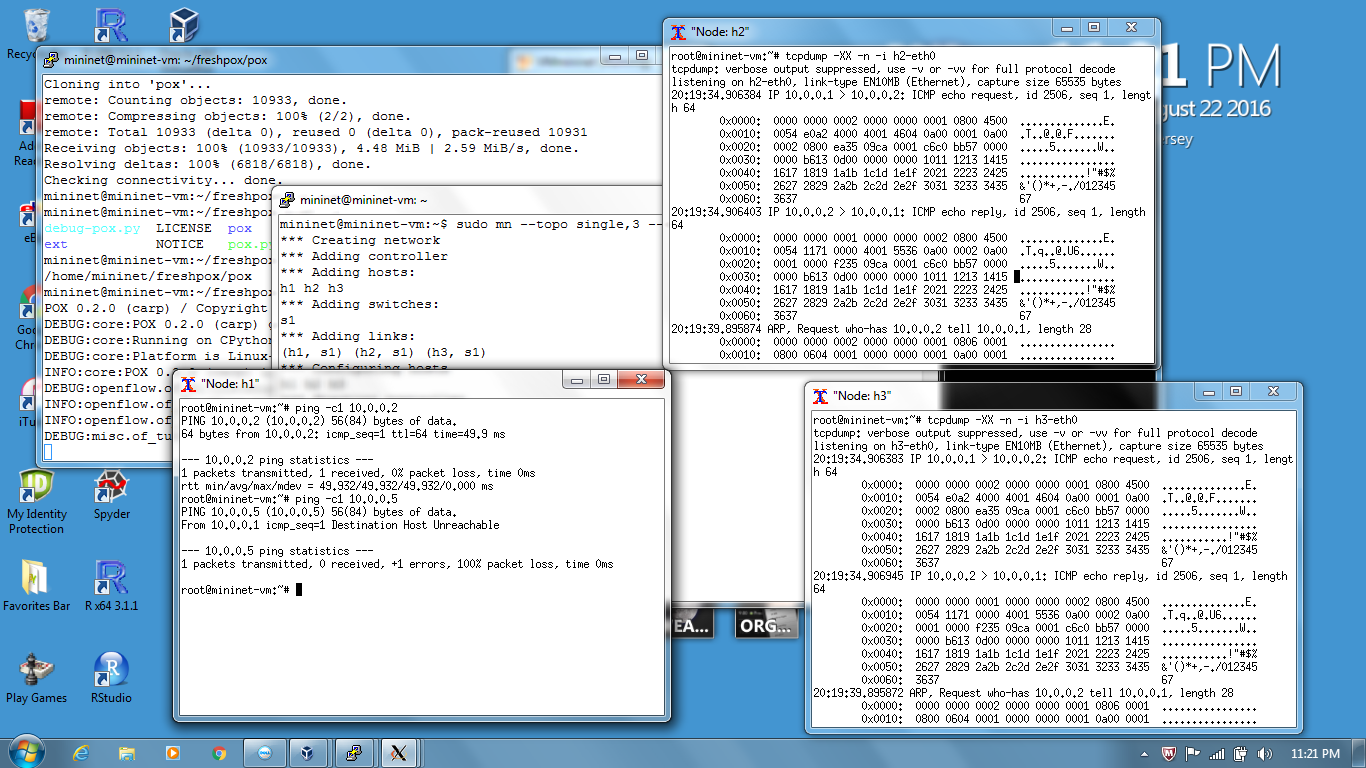 Recyc
mininet@mininet-vm: ~/freshpox/pox
Cloning into 'pox'...
remote: Counting objects: 10933, done.
remote: Compressing objects: 100% (2/2), done.
remote: Total 10933 (delta 0), reused 0 (delta 0), pack-reused 10931
Receiving objects: 100% (10933/10933), 4.48 MiB | 2.59 MiB/s, done.
Resolving deltas: 100% (6818/6818), done.
Checking connectivity... done.
mininet@mininet-vm:~/fres
mininet@mininet-vm:~/fres
debug-pox.py LICENSE pox
ext NOTICE pox.py
mininet@mininet-vm:~/fres
/home/mininet/freshpox/pox
mininet@mininet-vm:~/fres
POX 0.2.0 (carp) / Copyright
DEBUG:core:POX 0.2.0 (carp) g
DEBUG:core:Running on CPython
DEBUG:core:Platform is Linux-
INFO:core:POX 0.2.0
DEBUG:openflow.of
INFO:openflow.of
INFO:openflow.of
DEBUG:misc.of_tu
mininet@mininet-vm: ~
mininet@mininet-vm:~$ sudo mn --topo single,3 --
*** Creating network
*** Adding controller
*** Adding hosts:
h1 h2 h3
*** Adding switches:
s1
*** Adding links:
(h1, s1) (h2, s1) (h3, s1)
*** Configuring hosts
"Node: h2"
root@mininet-vm:~# tcpdump -XX -n -i h2-eth0
tcpdump: verbose output suppressed, use -v or -vv for full protocol decode
listening on h2-eth0, link-type EN10MB (Ethernet), capture size 65535 bytes
20:19:34.906384 IP 10.0.0.1 > 10.0.0.2: ICMP echo request, id 2506, seq 1, lengt
h 64
0x0000: 0000 0000 0002 0000 0000 0001 0800 4500 ..............E.
0x0010: 0054 e0a2 4000 4001 4604 0a00 0001 0a00 .T..@.@.F.......
0x0020: 0002 0800 ea35 09ca 0001 c6c0 bb57 0000 .....5.......W..
0x0030: 0000 b613 0d00 0000 0000 1011 1213 1415 ................
0x0040: 1617 1819 1a1b 1c1d 1e1f 2021 2223 2425 ...........!"#$%
0x0050: 2627 2829 2a2b 2c2d 2e2f 3031 3233 3435 &'()*+,-./012345
0x0060: 3637 67
20:19:34.906403 IP 10.0.0.2 > 10.0.0.1: ICMP echo reply, id 2506, seq 1, length
64
0x0000: 0000 0000 0001 0000 0000 0002 0800 4500 ..............E.
0x0010: 0054 1171 0000 4001 5536 0a00 0002 0a00 .T.q..@.U6......
0x0020: 0001 0000 f235 09ca 0001 c6c0 bb57 0000 .....5.......W..
0x0030: 0000 b613 0d00 0000 0000 1011 1213 1415 ................
0x0040: 1617 1819 1a1b 1c1d 1e1f 2021 2223 2425 ...........!"#$%
0x0050: 2627 2829 2a2b 2c2d 2e2f 3031 3233 3435 &'()*+,-./012345
0x0060: 3637 67
20:19:39.895874 ARP, Request who-has 10.0.0.2 tell 10.0.0.1, length 28
0x0000: 0000 0000 0002 0000 0000 0001 0806 0001 ................
0x0010: 0800 0604 0001 0000 0000 0001 0a00 0001 ................
1 PM
gust 22 2016
ersey
"Node: h1"
root@mininet-vm:~# ping -c1 10.0.0.2
PING 10.0.0.2 (10.0.0.2) 56(84) bytes of data.
64 bytes from 10.0.0.2: icmp_seq=1 ttl=64 time=49.9 ms
--- 10.0.0.2 ping statistics ---
1 packets transmitted, 1 received, 0% packet loss, time 0ms
rtt min/avg/max/mdev = 49.932/49.932/49.932/0.000 ms
root@mininet-vm:~# ping -c1 10.0.0.5
PING 10.0.0.5 (10.0.0.5) 56(84) bytes of data.
From 10.0.0.1 icmp_seq=1 Destination Host Unreachable
--- 10.0.0.5 ping statistics ---
1 packets transmitted, 0 received, +1 errors, 100% packet loss, time 0ms
root@mininet-vm:~#
"Node: h3"
root@mininet-vm:~# tcpdump -XX -n -i h3-eth0
tcpdump: verbose output suppressed, use -v or -vv for full protocol decode
listening on h3-eth0, link-type EN10MB (Ethernet), capture size 65535 bytes
20:19:34.906383 IP 10.0.0.1 > 10.0.0.2: ICMP echo request, id 2506, seq 1, lengt
h 64
0x0000: 0000 0000 0002 0000 0000 0001 0800 4500 ..............E.
0x0010: 0054 e0a2 4000 4001 4604 0a00 0001 0a00 .T..@.@.F.......
0x0020: 0002 0800 ea35 09ca 0001 c6c0 bb57 0000 .....5.......W..
0x0030: 0000 b613 0d00 0000 0000 1011 1213 1415 ................
0x0040: 1617 1819 1a1b 1c1d 1e1f 2021 2223 2425 ...........!"#$%
0x0050: 2627 2829 2a2b 2c2d 2e2f 3031 3233 3435 &'()*+,-./012345
0x0060: 3637 67
20:19:34.906945 IP 10.0.0.2 > 10.0.0.1: ICMP echo reply, id 2506, seq 1, length
64
0x0000: 0000 0000 0001 0000 0000 0002 0800 4500 ..............E.
0x0010: 0054 1171 0000 4001 5536 0a00 0002 0a00 .T.q..@.U6......
0x0020: 0001 0000 f235 09ca 0001 c6c0 bb57 0000 .....5.......W..
0x0030: 0000 b613 0d00 0000 0000 1011 1213 1415 ................
0x0040: 1617 1819 1a1b 1c1d 1e1f 2021 2223 2425 ...........!"#$%
0x0050: 2627 2829 2a2b 2c2d 2e2f 3031 3233 3435 &'()*+,-./012345
0x0060: 3637 67
20:19:39.895872 ARP, Request who-has 10.0.0.2 tell 10.0.0.1, length 28
0x0000: 0000 0000 0002 0000 0000 0001 0806 0001 ................
0x0010: 0800 0604 0001 0000 0000 0001 0a00 0001 ................
Ad
Rea
eB
Goo
Chr
iTu
My Identity
Protection
Spyder
Favorites Bar
R x64 3.1.1
Play Games
RStudio
EA...
ORG...
11:21 PM